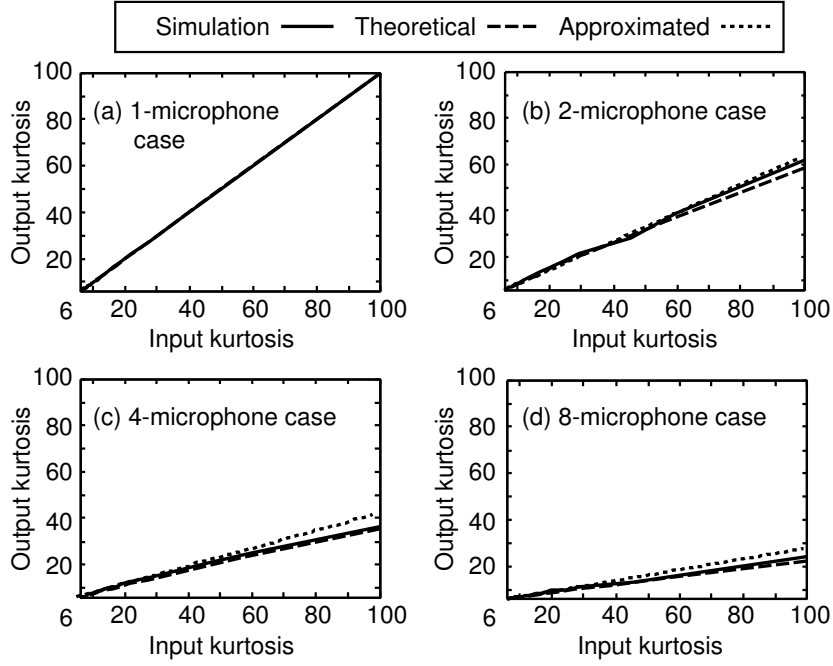 Simulation Theoretical Approximated
(a) 1-microphone
case
Output kurtosis
100
80
60
40
20
6
20 40 60 80 100
Input kurtosis
(b) 2-microphone case
Output kurtosis
100
80
60
40
20
6
20 40 60 80 100
Input kurtosis
(c) 4-microphone case
Output kurtosis
100
80
60
40
20
6
20 40 60 80 100
Input kurtosis
(d) 8-microphone case
Output kurtosis
100
80
60
40
20
6
20 40 60 80 100
Input kurtosis